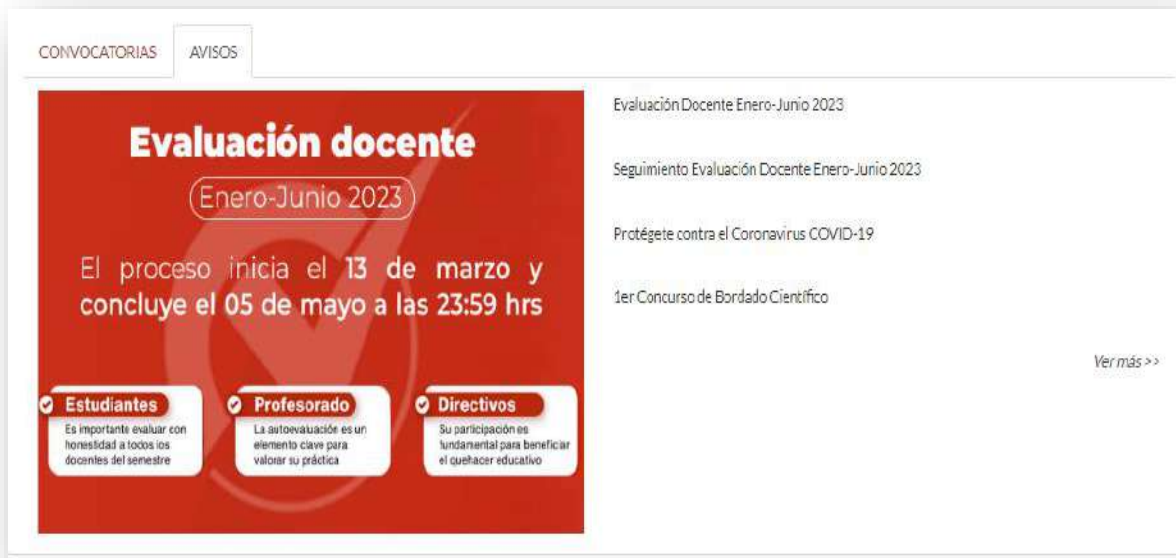 CONVOCATORIAS
AVISOS
Evaluación docente
Enero-Junio 2023
El proceso inicia el 13 de marzo y
concluye el 05 de mayo a las 23:59 hrs
Estudiantes
Es importante evaluar con
honestidad a todos los
docentes del semestre
Profesorado
La autoevaluación es un
elemento clave para
valorar su práctica
Directivos
Su participación es
fundamental para beneficiar
el quehacer educativo
Evaluación Docente Enero-Junio 2023
Seguimiento Evaluación Docente Enero-Junio 2023
Protégete contra el Coronavirus COVID-19
1er Concurso de Bordado Científico
Ver más >>